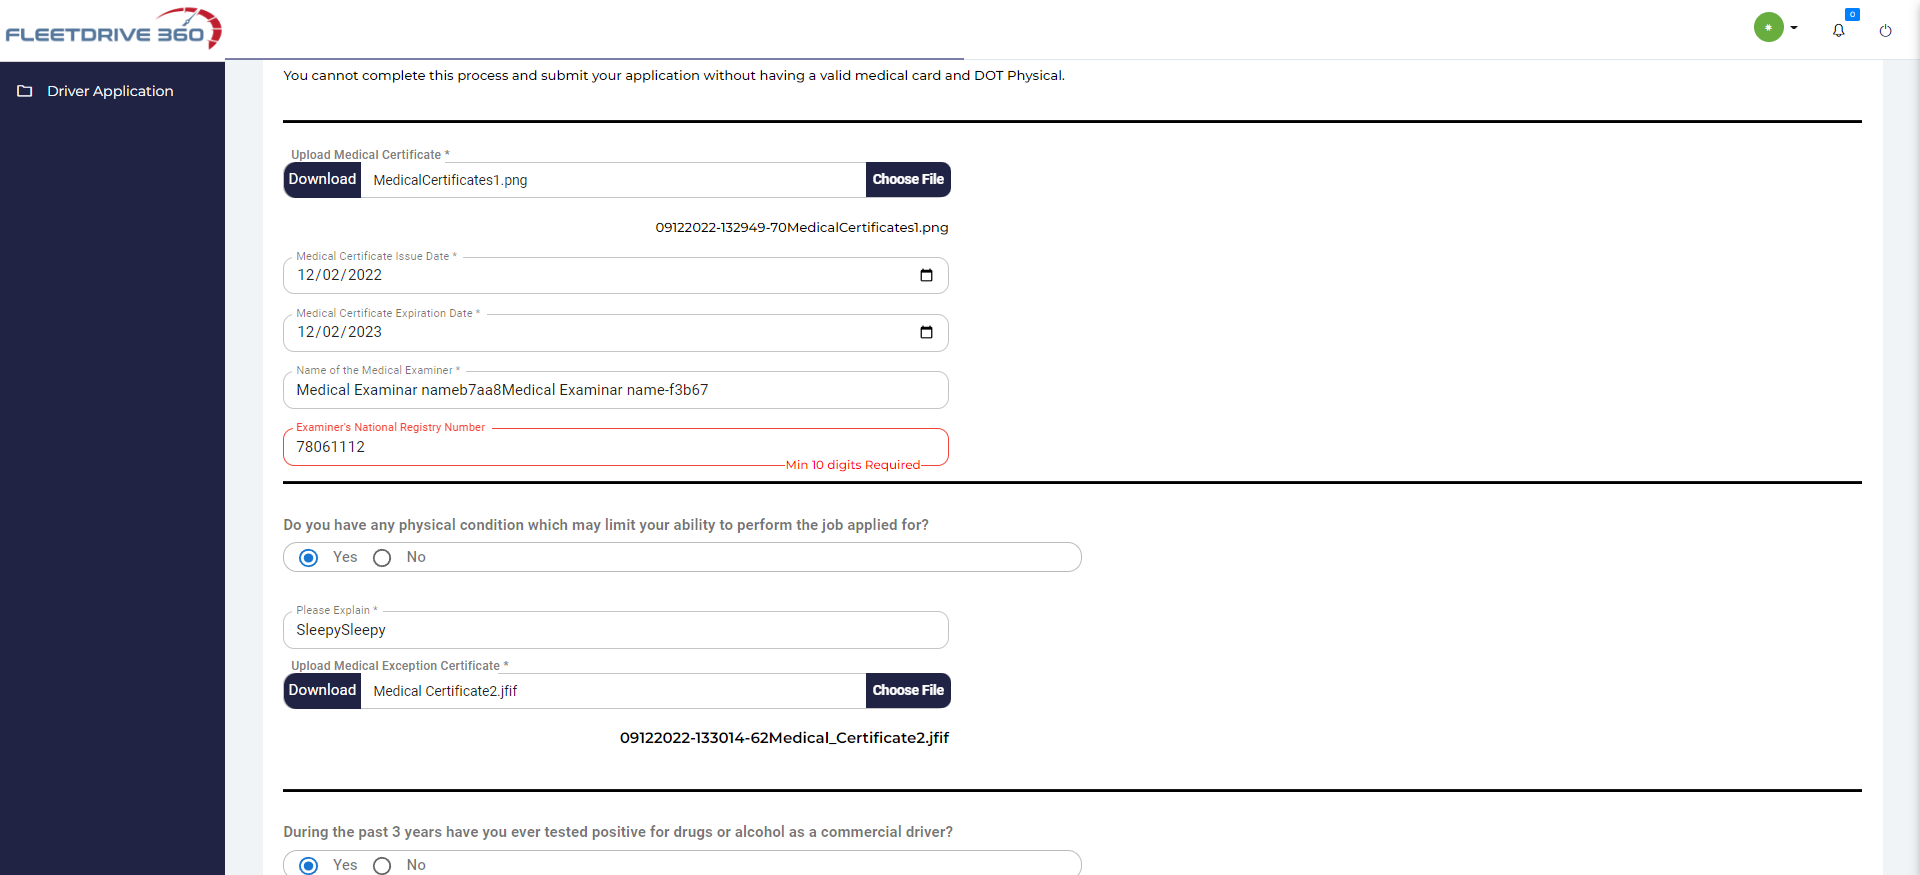 FLEETDRIVE 360
0
Driver Application
You cannot complete this process and submit your application without having a valid medical card and DOT Physical.
Upload Medical Certificate *
Download MedicalCertificates1.png Choose File
09122022-132949-70MedicalCertificates1.png
Medical Certificate Issue Date *
12/02/2022
Medical Certificate Expiration Date *
12/02/2023
Name of the Medical Examiner *
Medical Examinar nameb7aa8Medical Examinar name-f3b67
Examiner's National Registry Number
78061112
Min 10 digits Required
Do you have any physical condition which may limit your ability to perform the job applied for?
Yes No
Please Explain *
SleepySleepy
Upload Medical Exception Certificate *
Download Medical Certificate2.jfif Choose File
09122022-133014-62Medical_Certificate2.jfif
During the past 3 years have you ever tested positive for drugs or alcohol as a commercial driver?
Yes No